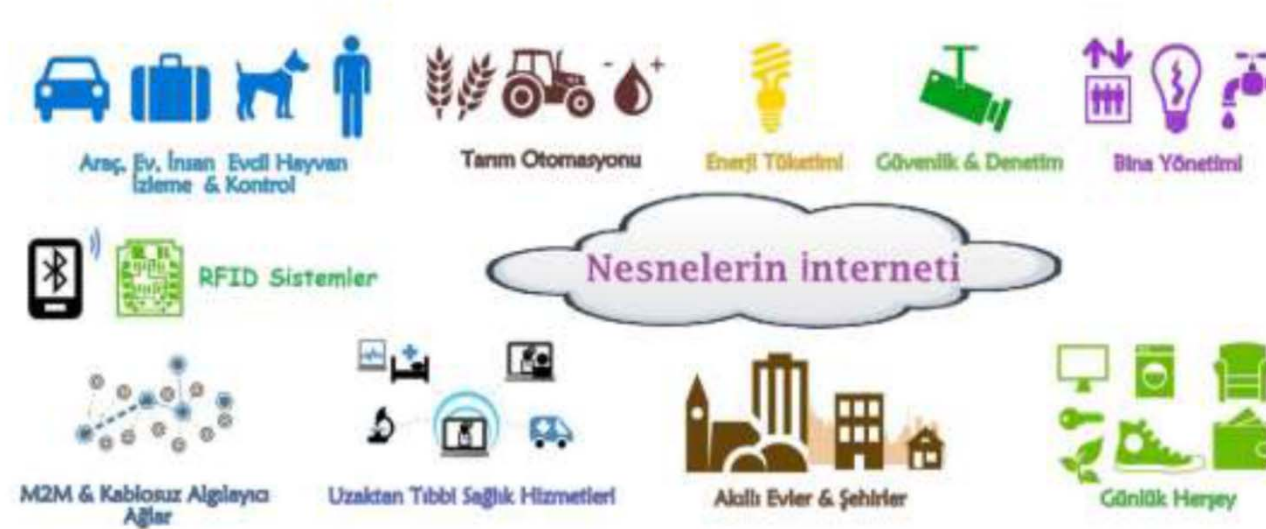 Araç, Ev, İnsan Evcil Hayvan
İzleme & Kontrol
Tarım Otomasyonu
Enerji Tüketimi
Güvenlik & Denetim
Bina Yönetimi
RFID Sistemler
Nesnelerin İnterneti
M2M & Kablosuz Algılayıcı
Ağlar
Uzaktan Tıbbi Sağlık Hizmetleri
Akıllı Evler & Şehirler
Günlük Herşey